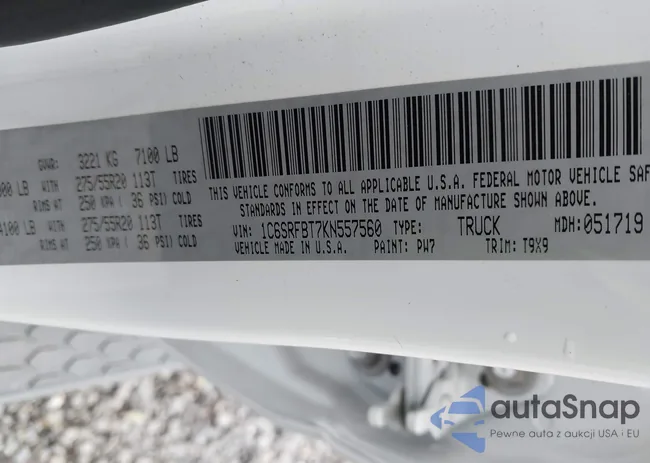 GVWR: 3221 KG 7100 LB
00 LB WITH 275/55R20 113T TIRES
RIMS AT 250 KPA ( 36 PSI) COLD
4100 LB WITH 275/55R20 113T TIRES
RIMS AT 250 KPA ( 36 PSI) COLD
THIS VEHICLE CONFORMS TO ALL APPLICABLE U.S.A. FEDERAL MOTOR VEHICLE SAF
STANDARDS IN EFFECT ON THE DATE OF MANUFACTURE SHOWN ABOVE.
VIN: 1C6SRFBT7KN557560 TYPE: TRUCK MDH: 051719
VEHICLE MADE IN U.S.A. PAINT: PW7 TRIM: T9X9
autaSnap
Pewne auta z aukcji USA i EU